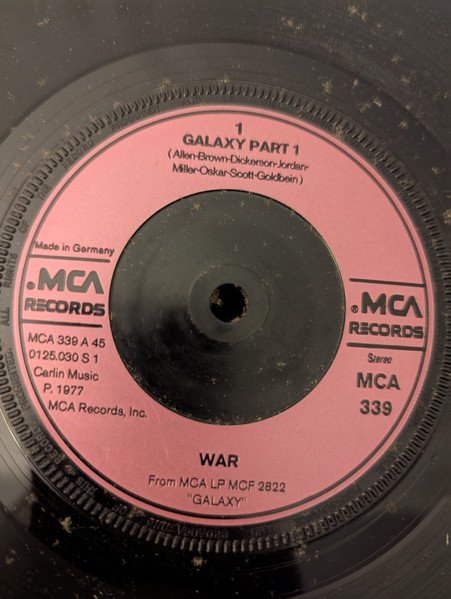 1
GALAXY PART 1
(Allen-Brown-Dickerson-Jordan-
Miller-Oskar-Scott-Goldbein)
Made in Germany
® MCA
RECORDS
MCA 339 A 45
0125.030 S 1
Carlin Music
P. 1977
MCA Records, Inc.
® MCA
RECORDS
Stereo
MCA
339
WAR
From MCA LP MCF 2822
"GALAXY"
ALL RIGHTS